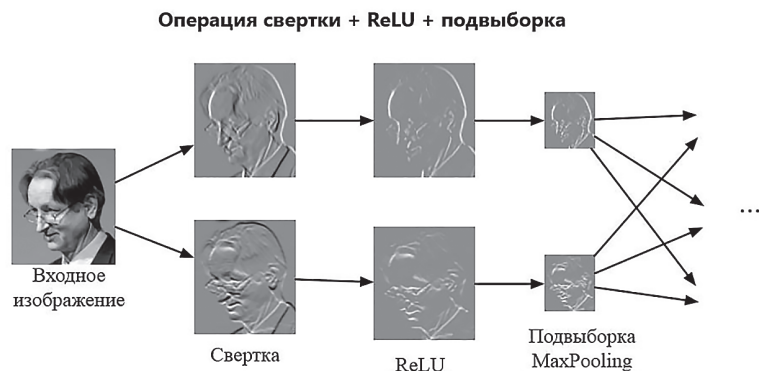 Операция свертки + ReLU + подвыборка
Входное
изображение
Свертка
ReLU
Подвыборка
MaxPooling
...